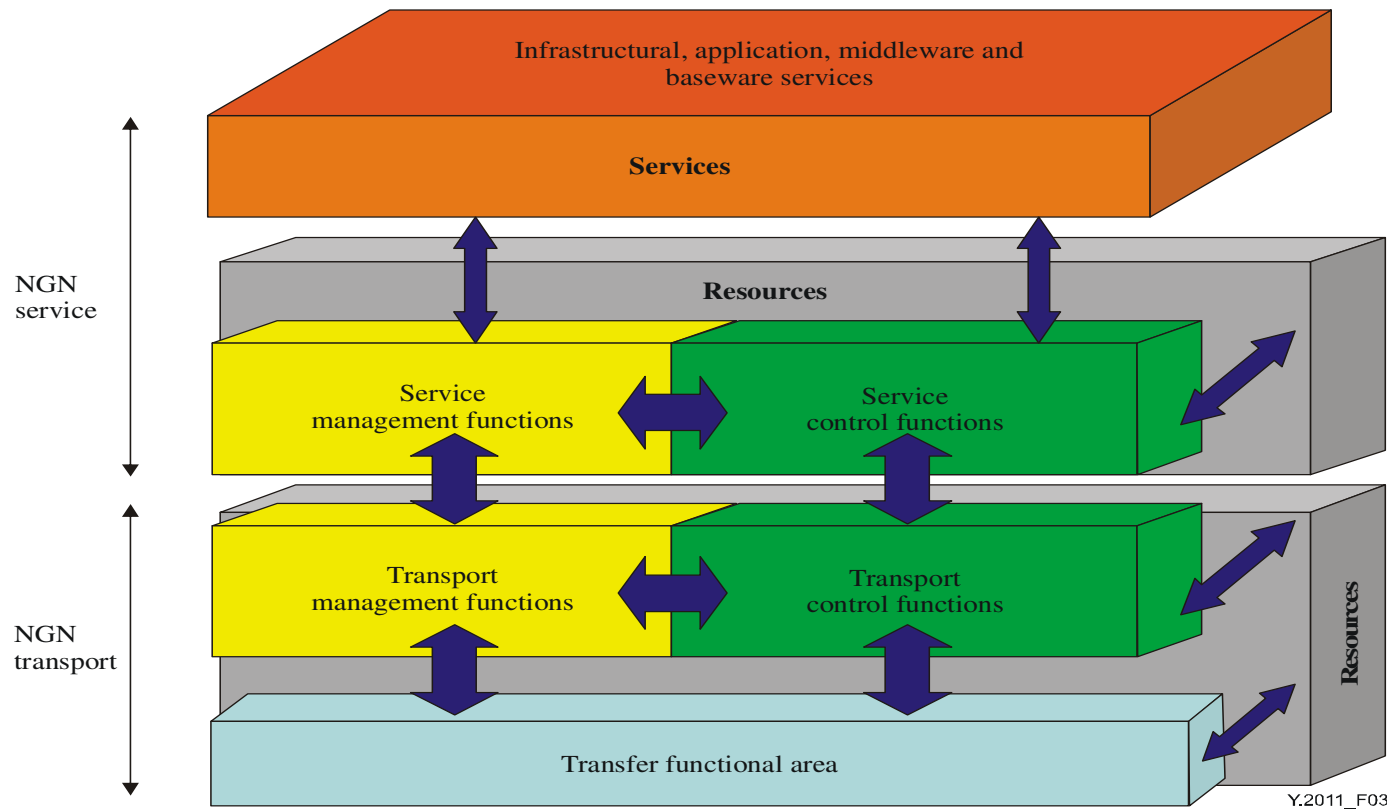 Infrastructural, application, middleware and
baseware services
Services
NGN
service
Resources
Service
management functions
Service
control functions
NGN
transport
Transport
management functions
Transport
control functions
Resources
Transfer functional area
Y.2011_F03